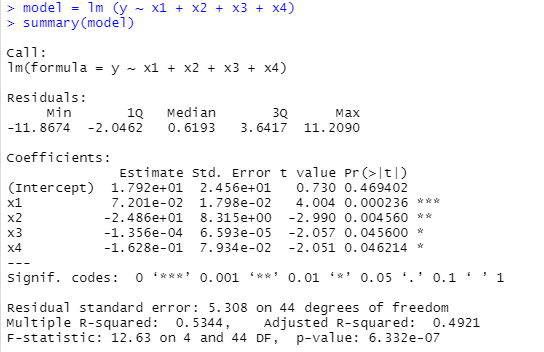 > model = lm (y ~ x1 + x2 + x3 + x4)
> summary(model)
Call:
lm(formula = y ~ x1 + x2 + x3 + x4)
Residuals:
Min 1Q Median 3Q Max
-11.8674 -2.0462 0.6193 3.6417 11.2090
Coefficients:
Estimate Std. Error t value Pr(>|t|)
(Intercept) 1.792e+01 2.456e+01 0.730 0.469402
x1 7.201e-02 1.798e-02 4.004 0.000236 ***
x2 -2.486e+01 8.315e+00 -2.990 0.004560 **
x3 -1.356e-04 6.593e-05 -2.057 0.045600 *
x4 -1.628e-01 7.934e-02 -2.051 0.046214 *
---
Signif. codes: 0 ‘***’ 0.001 ‘**’ 0.01 ‘*’ 0.05 ‘.’ 0.1 ‘ ’ 1
Residual standard error: 5.308 on 44 degrees of freedom
Multiple R-squared: 0.5344, Adjusted R-squared: 0.4921
F-statistic: 12.63 on 4 and 44 DF, p-value: 6.332e-07